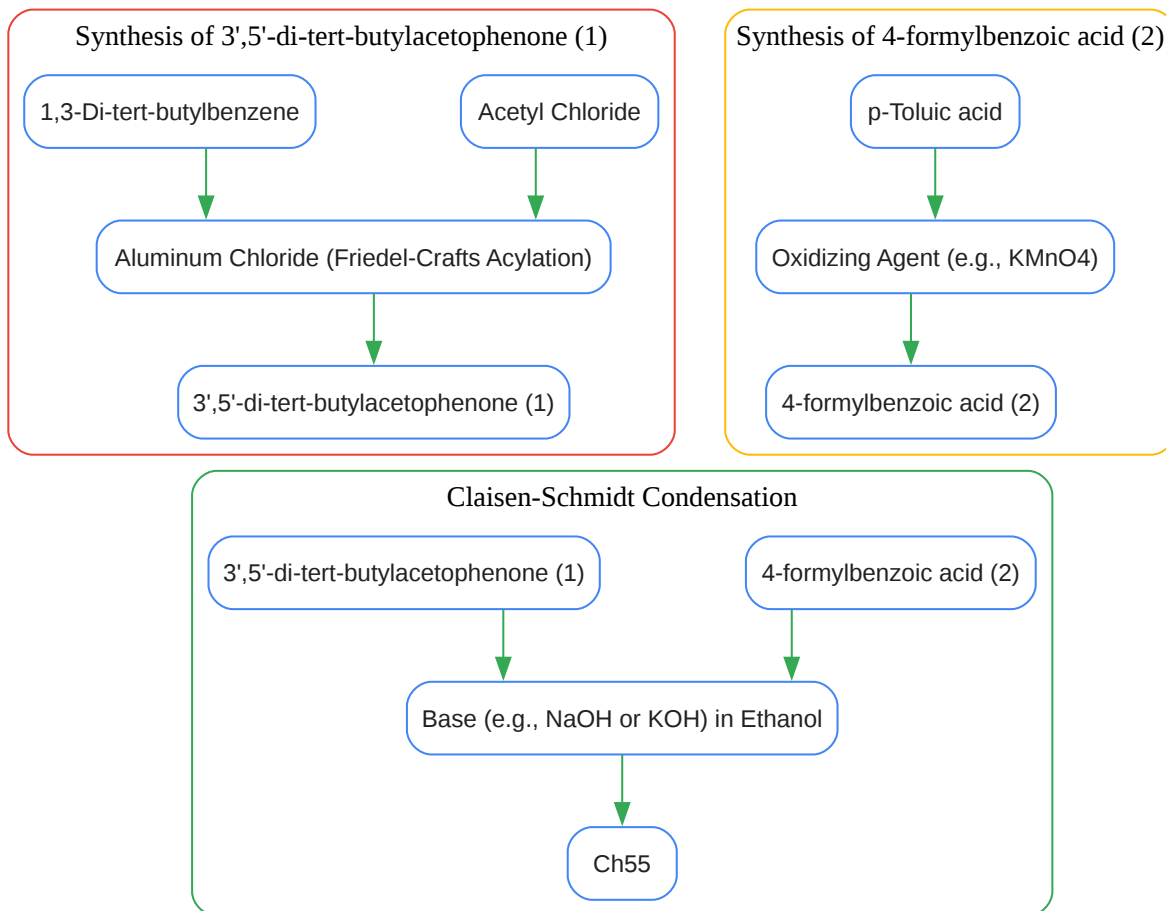 Synthesis of 3',5'-di-tert-butylacetophenone (1)
1,3-Di-tert-butylbenzene
Acetyl Chloride
Aluminum Chloride (Friedel-Crafts Acylation)
3',5'-di-tert-butylacetophenone (1)
Synthesis of 4-formylbenzoic acid (2)
p-Toluic acid
Oxidizing Agent (e.g., KMnO4)
4-formylbenzoic acid (2)
Claisen-Schmidt Condensation
3',5'-di-tert-butylacetophenone (1)
4-formylbenzoic acid (2)
Base (e.g., NaOH or KOH) in Ethanol
Ch55